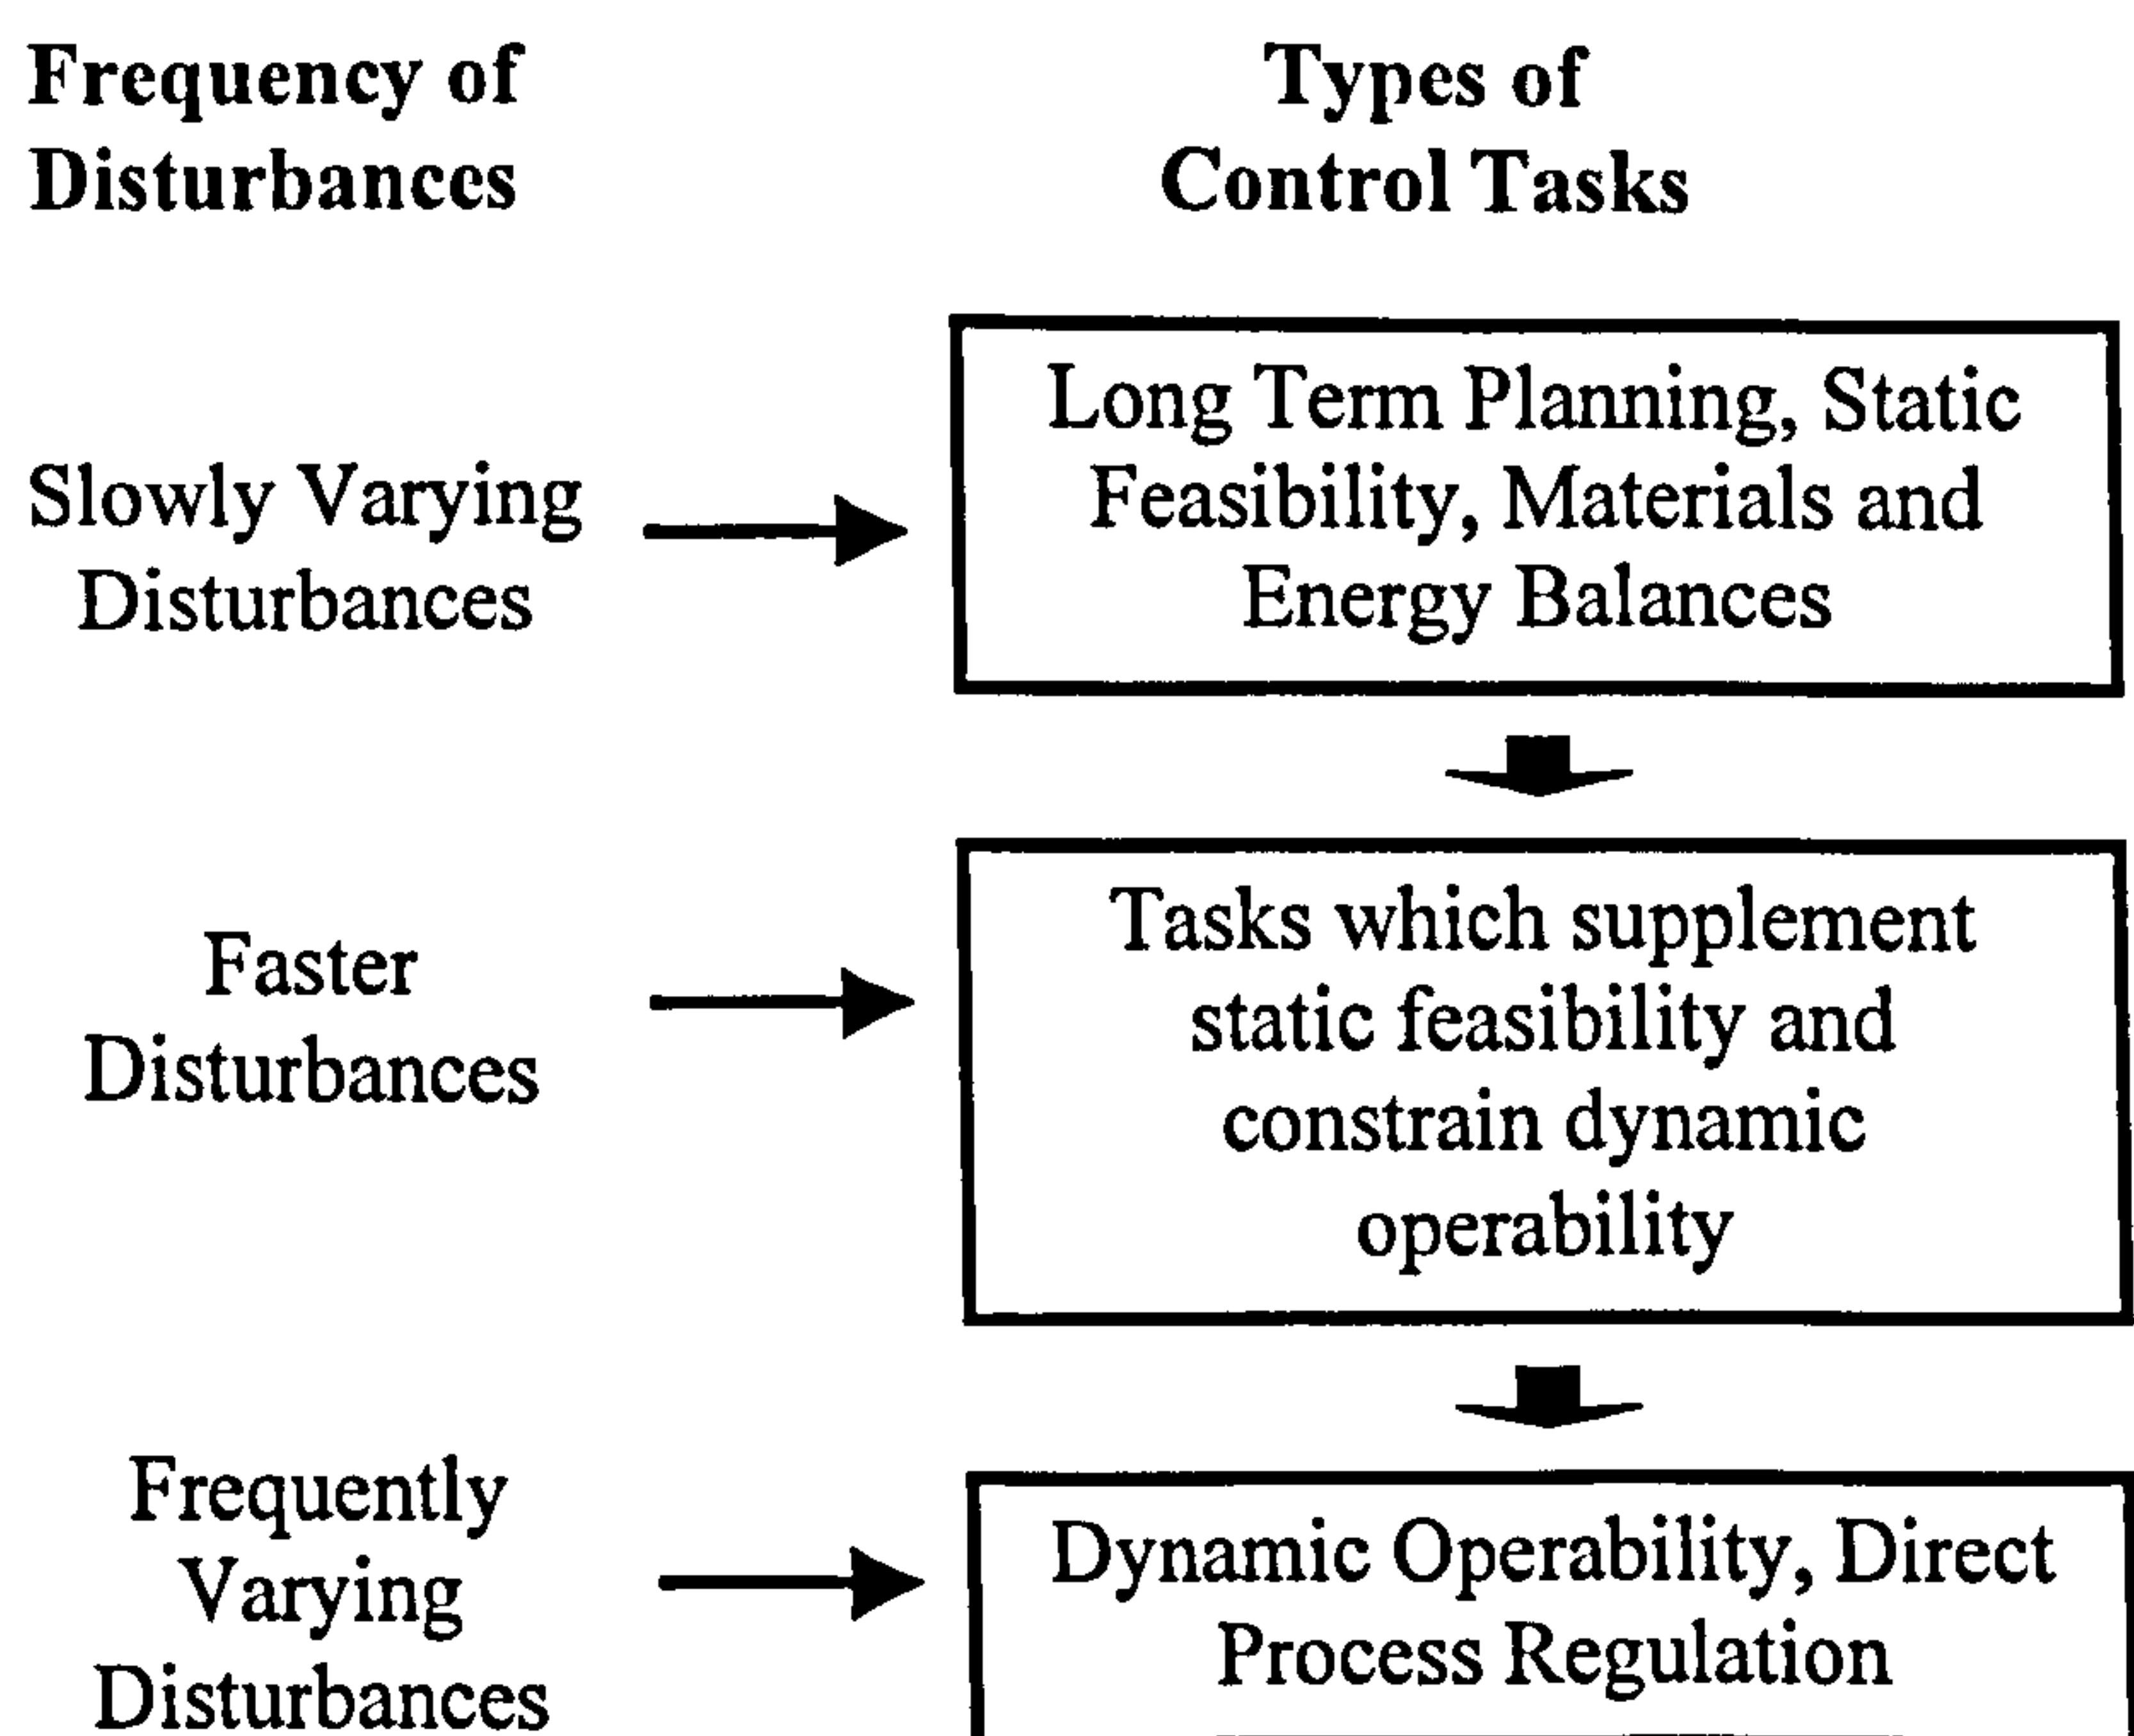 Frequency of
Disturbances
Types of
Control Tasks
Slowly Varying
Disturbances
Long Term Planning, Static
Feasibility, Materials and
Energy Balances
Faster
Disturbances
Tasks which supplement
static feasibility and
constrain dynamic
operability
Frequently
Varying
Disturbances
Dynamic Operability, Direct
Process Regulation